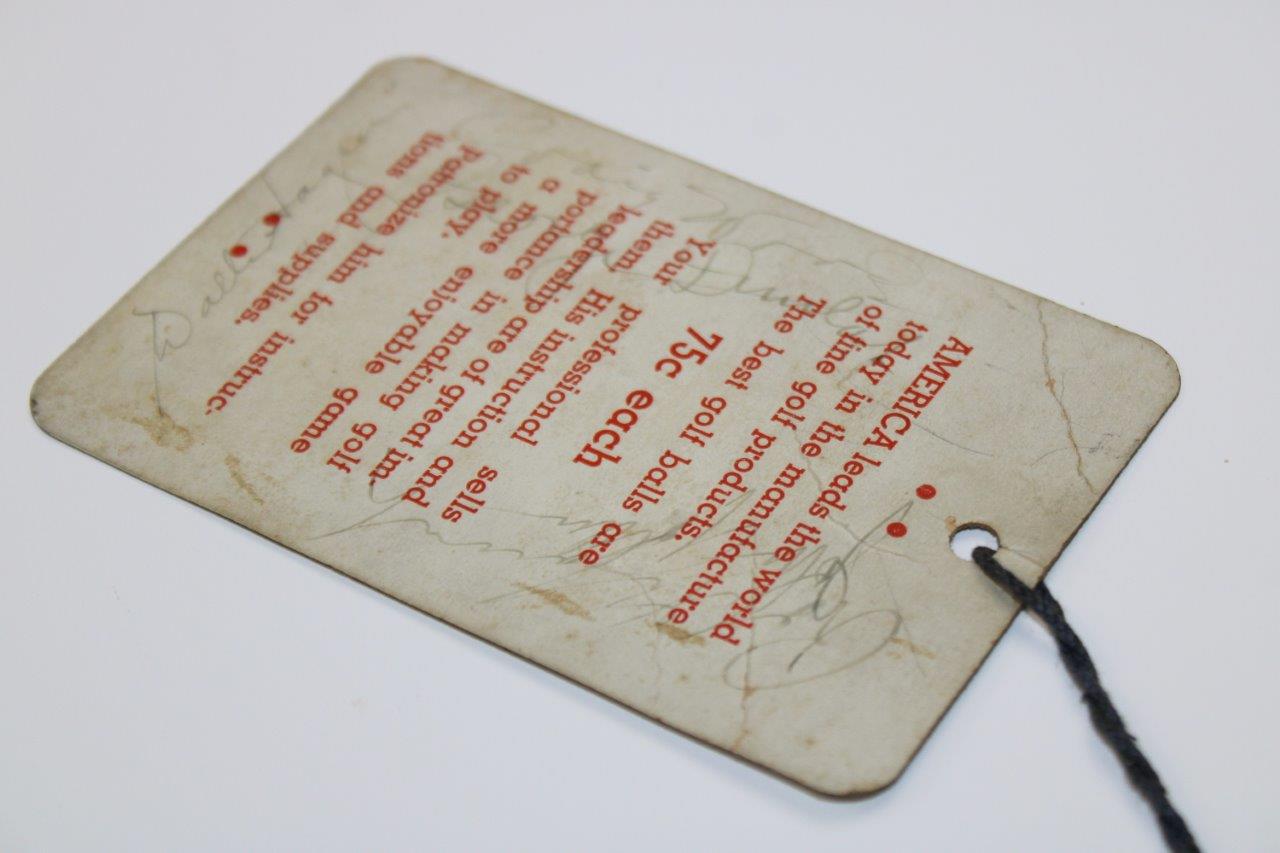 AMERICA leads the world
today in the manufacture
of fine golf products.
The best golf balls are
75c each
Your professional sells
them. His instruction and
leadership are of great im-
portance in making golf
a more enjoyable game
to play.
Patronize him for instruc-
tions and supplies.
Walter Hagen